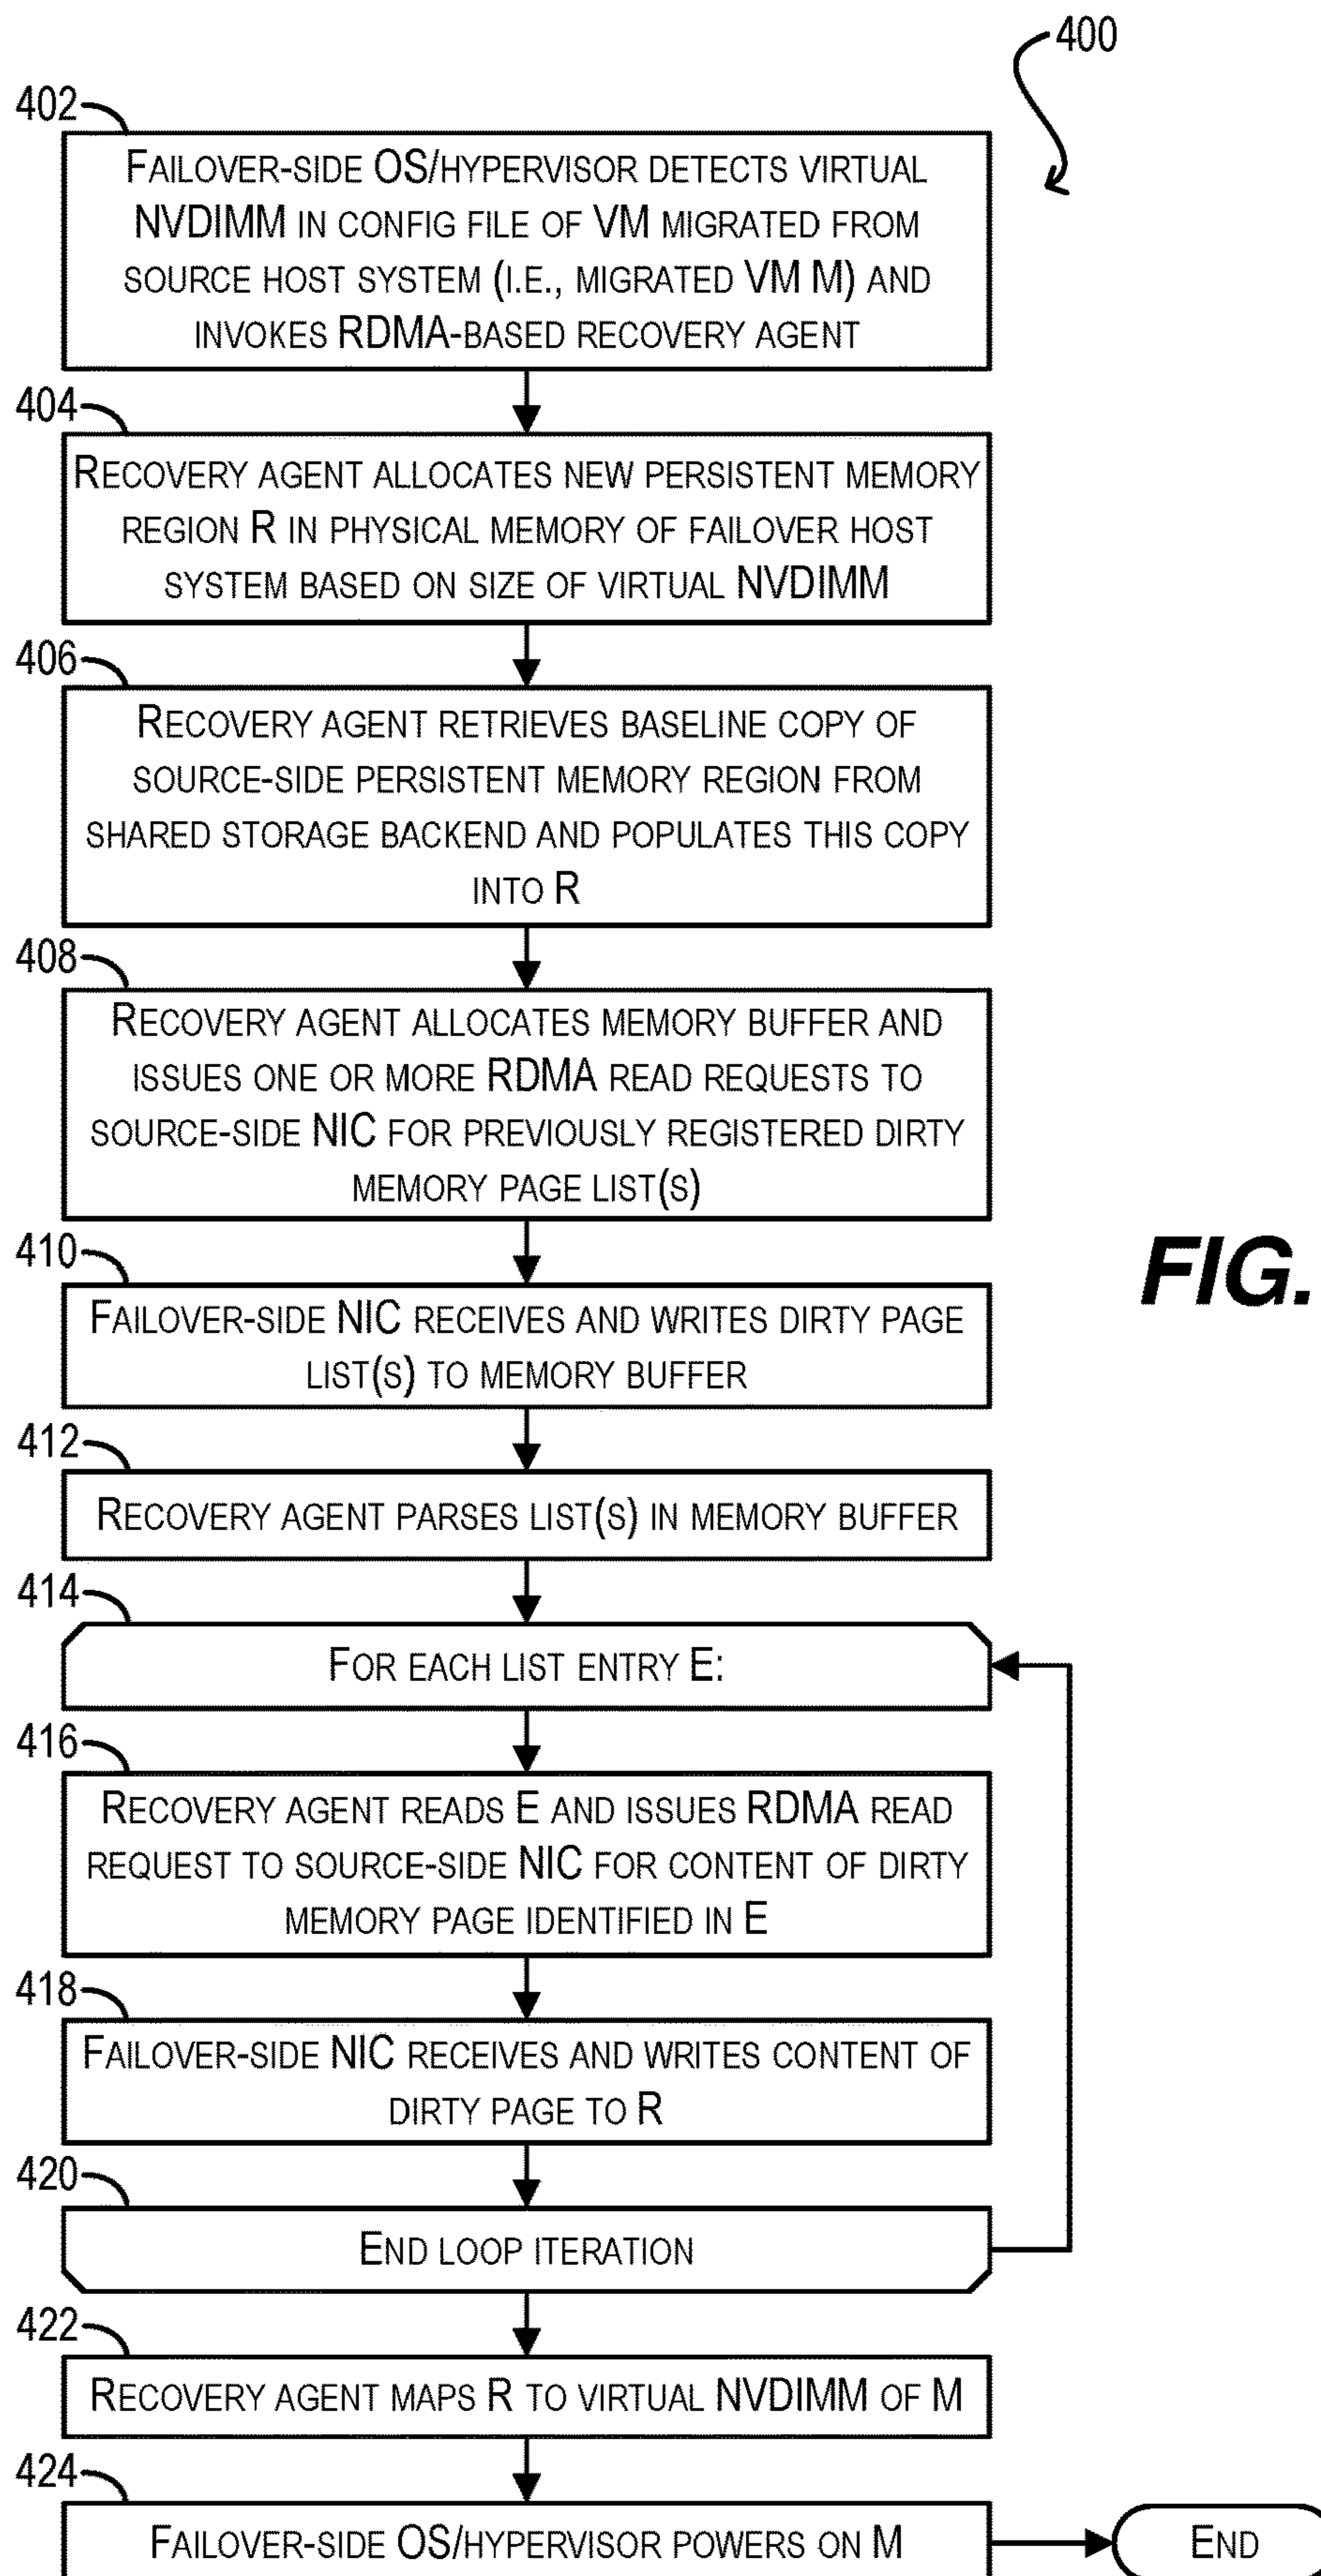 400
402
FAILOVER-SIDE OS/HYPERVISOR DETECTS VIRTUAL
NVDIMM IN CONFIG FILE OF VM MIGRATED FROM
SOURCE HOST SYSTEM (I.E., MIGRATED VM M) AND
INVOKES RDMA-BASED RECOVERY AGENT
404
RECOVERY AGENT ALLOCATES NEW PERSISTENT MEMORY
REGION R IN PHYSICAL MEMORY OF FAILOVER HOST
SYSTEM BASED ON SIZE OF VIRTUAL NVDIMM
406
RECOVERY AGENT RETRIEVES BASELINE COPY OF
SOURCE-SIDE PERSISTENT MEMORY REGION FROM
SHARED STORAGE BACKEND AND POPULATES THIS COPY
INTO R
408
RECOVERY AGENT ALLOCATES MEMORY BUFFER AND
ISSUES ONE OR MORE RDMA READ REQUESTS TO
SOURCE-SIDE NIC FOR PREVIOUSLY REGISTERED DIRTY
MEMORY PAGE LIST(S)
FIG.
410
FAILOVER-SIDE NIC RECEIVES AND WRITES DIRTY PAGE
LIST(S) TO MEMORY BUFFER
412
RECOVERY AGENT PARSES LIST(S) IN MEMORY BUFFER
414
FOR EACH LIST ENTRY E:
416
RECOVERY AGENT READS E AND ISSUES RDMA READ
REQUEST TO SOURCE-SIDE NIC FOR CONTENT OF DIRTY
MEMORY PAGE IDENTIFIED IN E
418
FAILOVER-SIDE NIC RECEIVES AND WRITES CONTENT OF
DIRTY PAGE TO R
420
END LOOP ITERATION
422
RECOVERY AGENT MAPS R TO VIRTUAL NVDIMM OF M
424
FAILOVER-SIDE OS/HYPERVISOR POWERS ON M
END